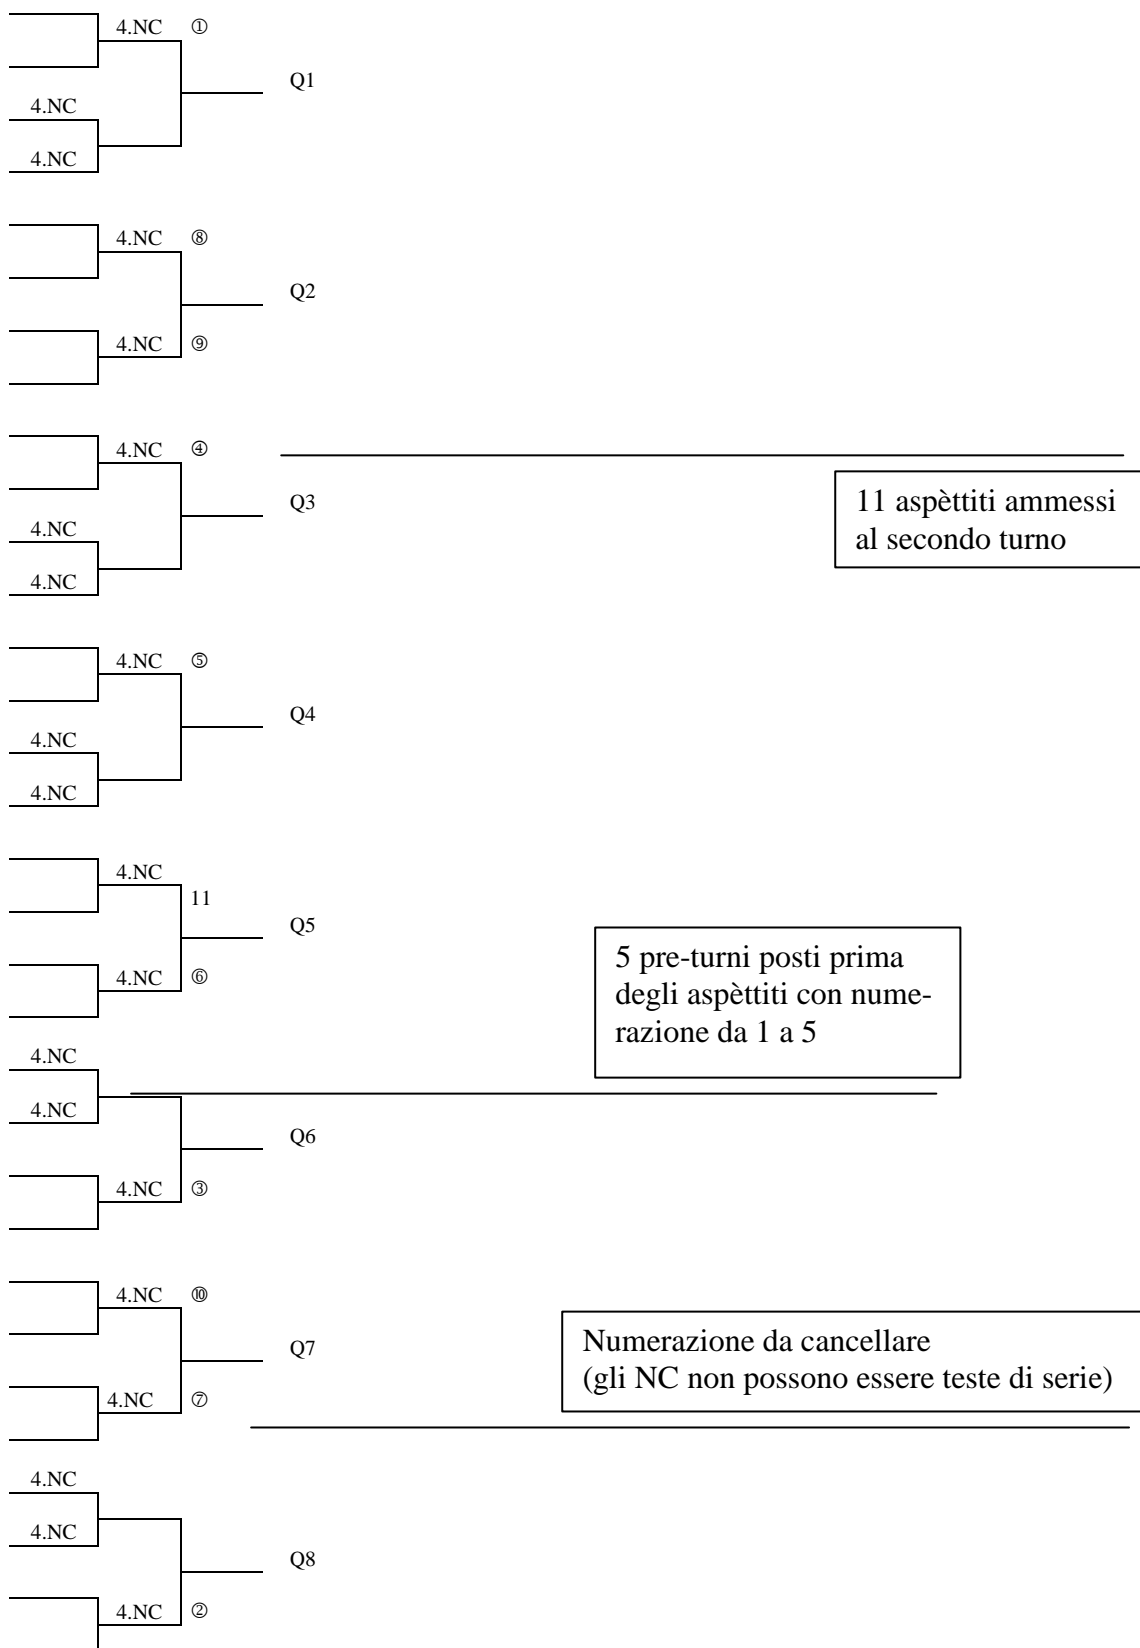 4.NC ①
Q1
4.NC
4.NC
4.NC ⑧
Q2
4.NC ⑨
4.NC ④
Q3
4.NC
4.NC
11 aspèttiti ammessi
al secondo turno
4.NC ⑤
Q4
4.NC
4.NC
4.NC
11
Q5
4.NC ⑥
5 pre-turni posti prima
degli aspèttiti con nume-
razione da 1 a 5
4.NC
4.NC
Q6
4.NC ③
4.NC ⑩
Q7
4.NC ⑦
Numerazione da cancellare
(gli NC non possono essere teste di serie)
4.NC
4.NC
Q8
4.NC ②